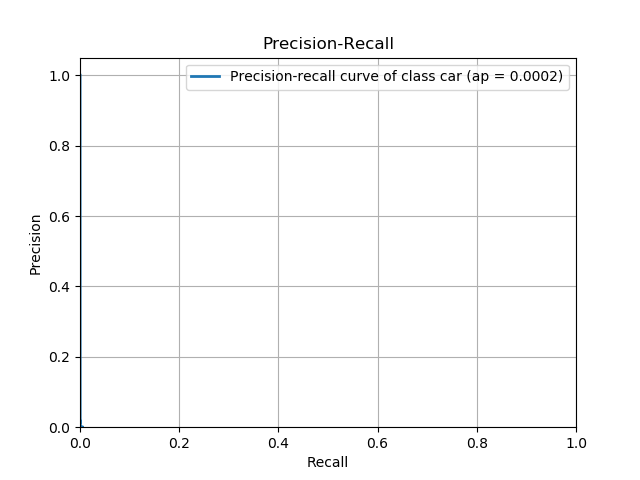 Precision-Recall
Precision-recall curve of class car (ap = 0.0002)
1.0
0.8
0.6
0.4
0.2
0.0
Precision
0.0 0.2 0.4 0.6 0.8 1.0
Recall